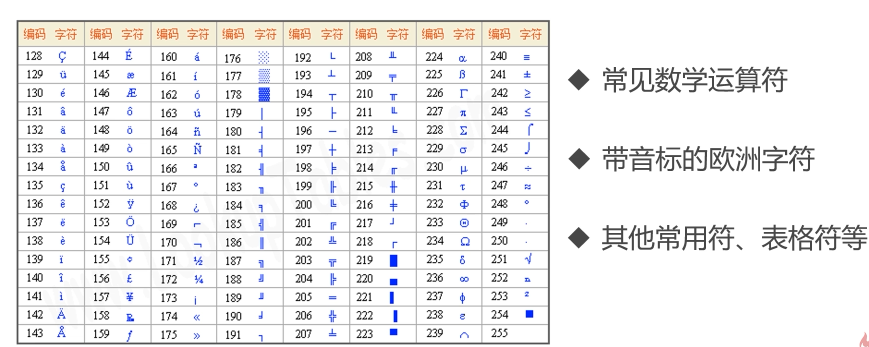 编码 字符 编码 字符 编码 字符 编码 字符 编码 字符 编码 字符 编码 字符 编码 字符
128 Ç 144 É 160 á 176 ░ 192 └ 208 ╨ 224 α 240 ≡
129 ü 145 æ 161 í 177 ▒ 193 ┴ 209 ╤ 225 ß 241 ±
130 é 146 Æ 162 ó 178 ▓ 194 ┬ 210 ╥ 226 Γ 242 ≥
131 â 147 ô 163 ú 179 │ 195 ├ 211 ╙ 227 π 243 ≤
132 ä 148 ö 164 ñ 180 ┤ 196 ─ 212 ╘ 228 Σ 244 ⌠
133 à 149 ò 165 Ñ 181 ╡ 197 ┼ 213 ╒ 229 σ 245 ⌡
134 å 150 û 166 ª 182 ╢ 198 ╞ 214 ╓ 230 µ 246 ÷
135 ç 151 ù 167 º 183 ╖ 199 ╟ 215 ╫ 231 τ 247 ≈
136 ê 152 ÿ 168 ¿ 184 ╕ 200 ╚ 216 ╪ 232 Φ 248 °
137 ë 153 Ö 169 ⌐ 185 ╣ 201 ╔ 217 ┘ 233 Θ 249 ∙
138 è 154 Ü 170 ¬ 186 ║ 202 ╩ 218 ┌ 234 Ω 250 ·
139 ï 155 ¢ 171 ½ 187 ╗ 203 ╦ 219 █ 235 δ 251 √
140 î 156 £ 172 ¼ 188 ╝ 204 ╠ 220 ▄ 236 ∞ 252 ⁿ
141 ì 157 ¥ 173 ¡ 189 ╜ 205 ═ 221 ▌ 237 φ 253 ²
142 Ä 158 ₧ 174 « 190 ╛ 206 ╬ 222 ▐ 238 ε 254 ■
143 Å 159 ƒ 175 » 191 ┐ 207 ╧ 223 ▀ 239 ∩ 255
◆ 常见数学运算符
◆ 带音标的欧洲字符
◆ 其他常用符、表格符等